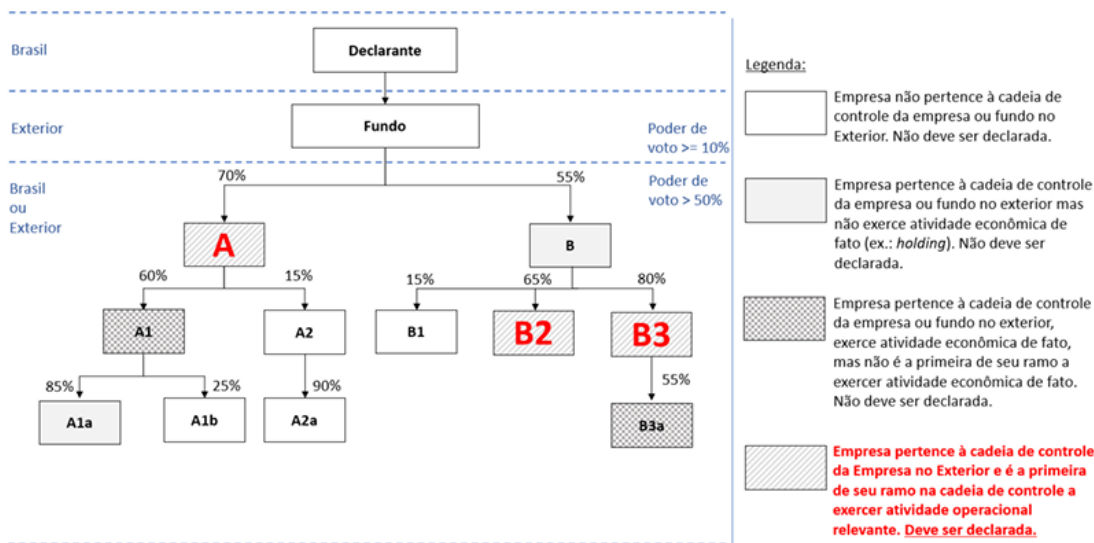 Brasil
Declarante
Exterior
Fundo
Poder de
voto >= 10%
Brasil
ou
Exterior
70%
55%
Poder de
voto > 50%
A
B
60%
15%
15%
65%
80%
A1
A2
B1
B2
B3
85%
25%
90%
55%
A1a
A1b
A2a
B3a
Legenda:
Empresa não pertence à cadeia de
controle da empresa ou fundo no
Exterior. Não deve ser declarada.
Empresa pertence à cadeia de controle
da empresa ou fundo no exterior mas
não exerce atividade econômica de
fato (ex.: holding). Não deve ser
declarada.
Empresa pertence à cadeia de controle
da empresa ou fundo no exterior,
exerce atividade econômica de fato,
mas não é a primeira de seu ramo a
exercer atividade econômica de fato.
Não deve ser declarada.
Empresa pertence à cadeia de controle
da Empresa no Exterior e é a primeira
de seu ramo na cadeia de controle a
exercer atividade operacional
relevante. Deve ser declarada.